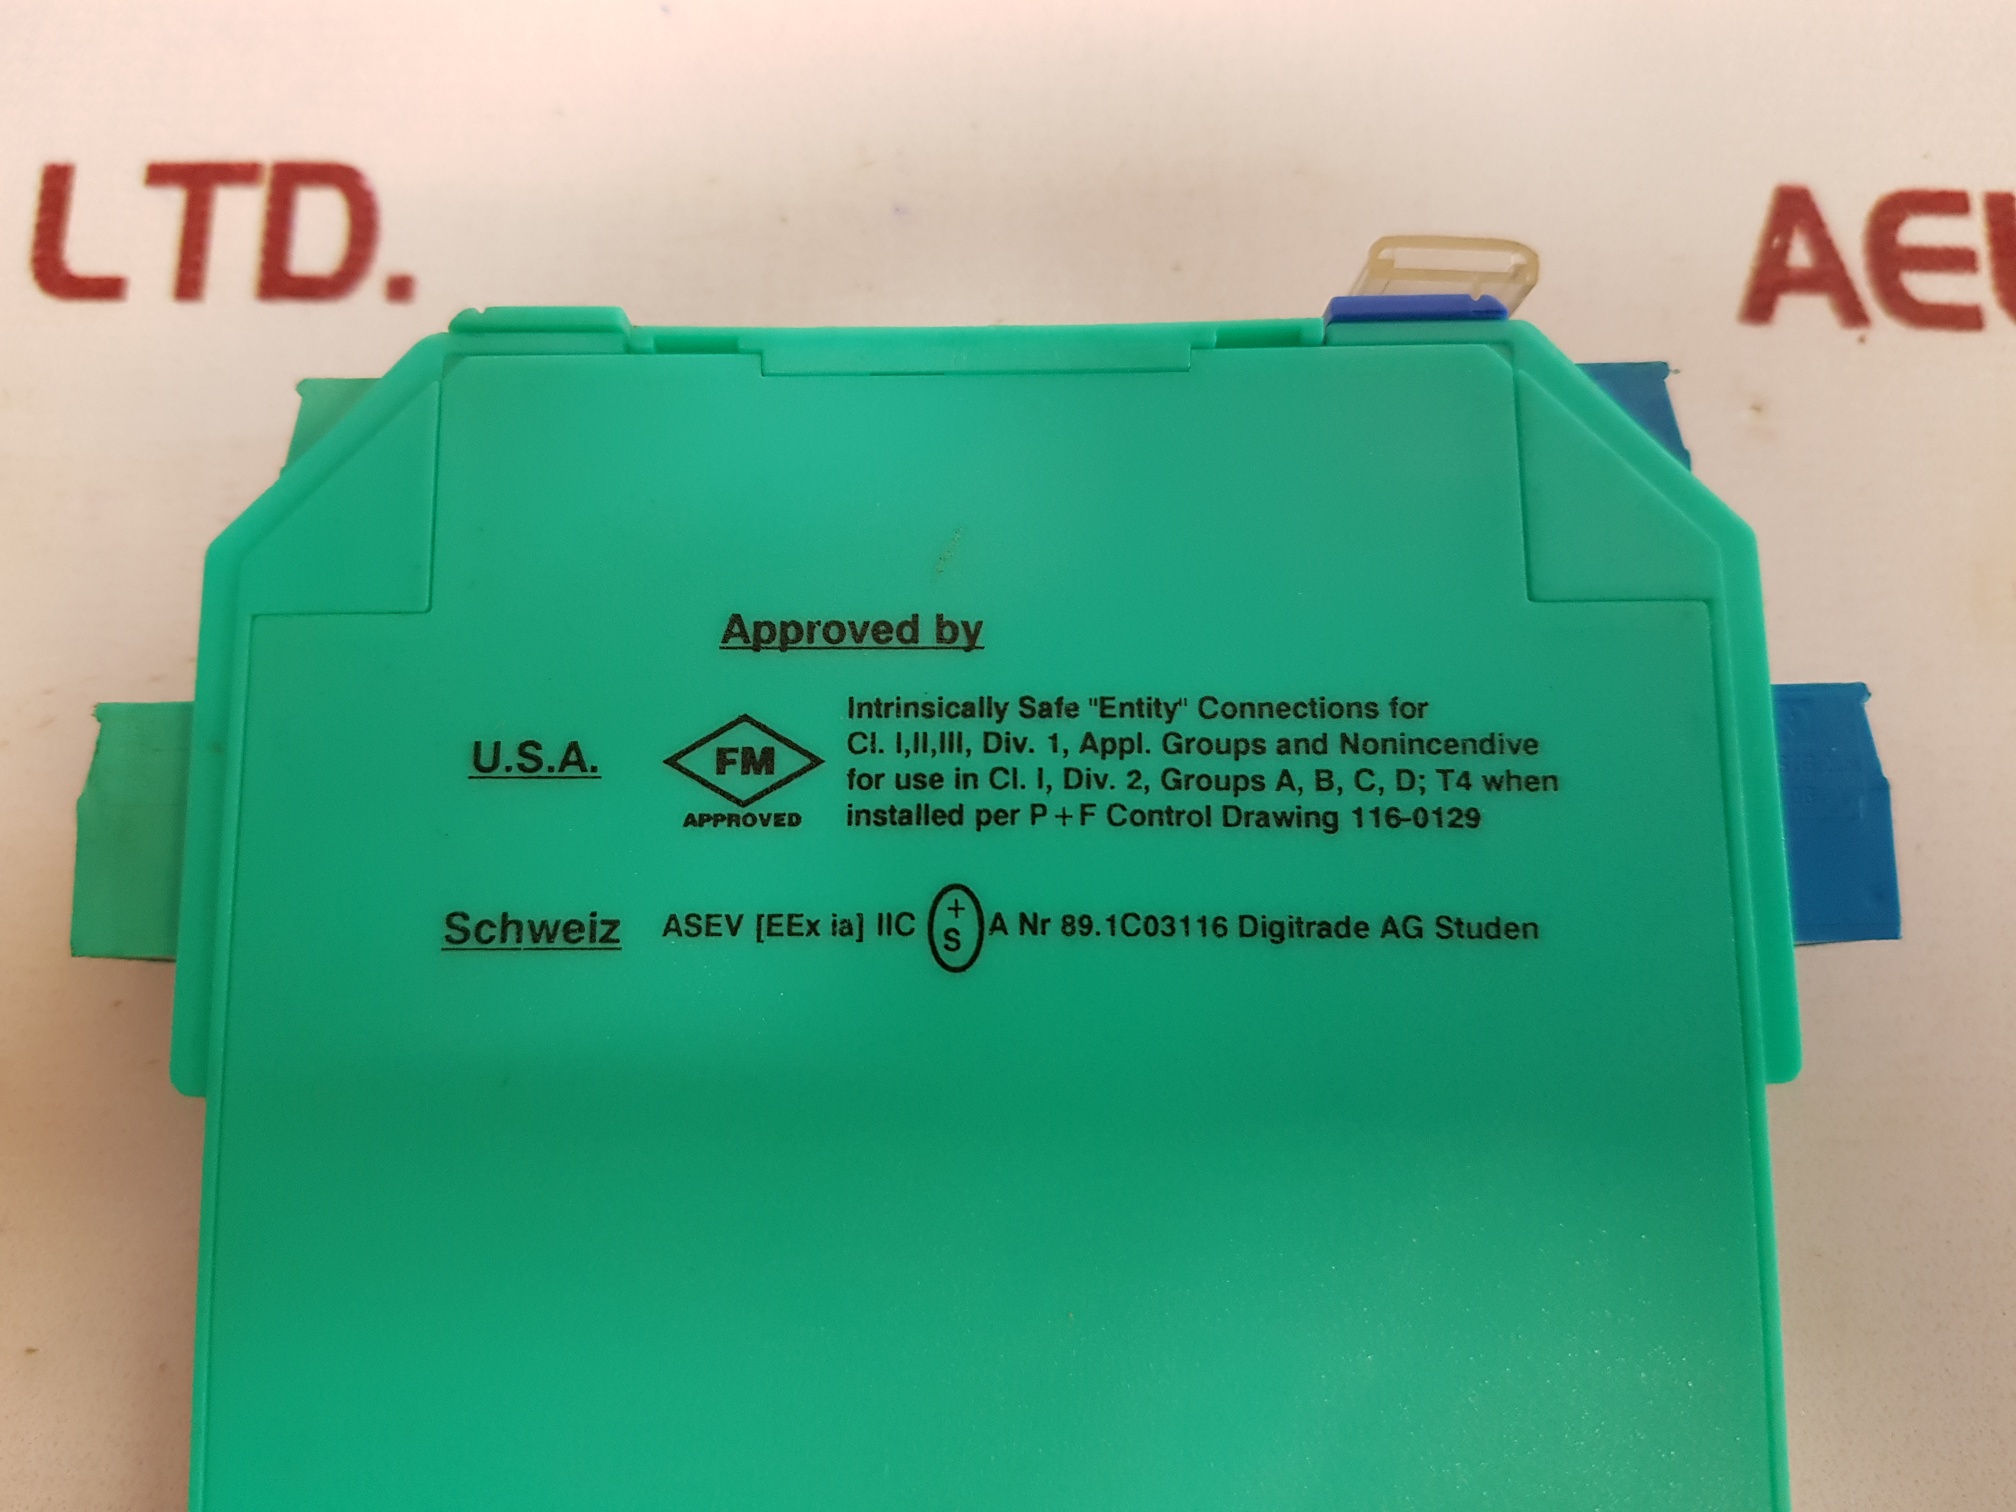 LTD.
Approved by
U.S.A.
FM
APPROVED
Intrinsically Safe "Entity" Connections for
Cl. I,II,III, Div. 1, Appl. Groups and Nonincendive
for use in Cl. I, Div. 2, Groups A, B, C, D; T4 when
installed per P+F Control Drawing 116-0129
Schweiz ASEV [EEx ia] IIC +S A Nr 89.1C03116 Digitrade AG Studen